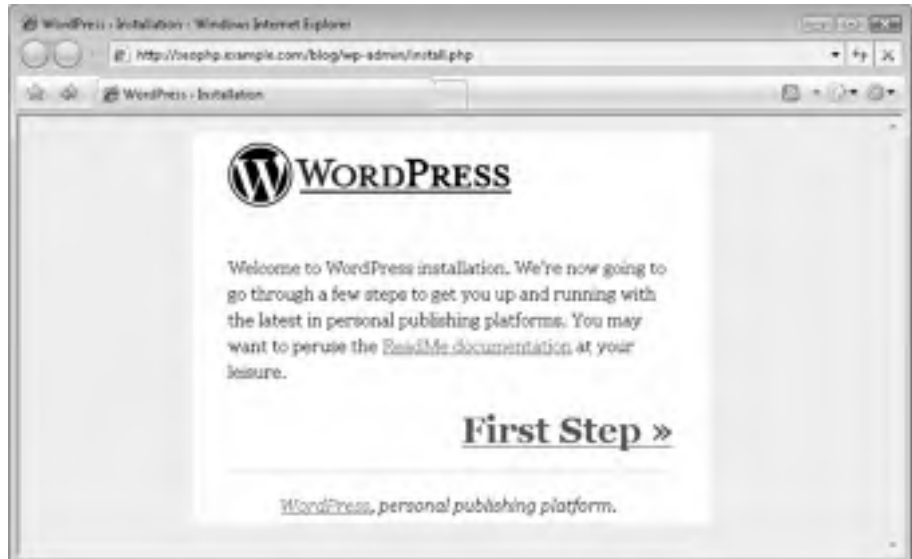 WordPress › Installation - Windows Internet Explorer
http://seophp.example.com/blog/wp-admin/install.php
WordPress › Installation
WORDPRESS
Welcome to WordPress installation. We're now going to
go through a few steps to get you up and running with
the latest in personal publishing platforms. You may
want to peruse the ReadMe documentation at your
leisure.
First Step »
WordPress, personal publishing platform.